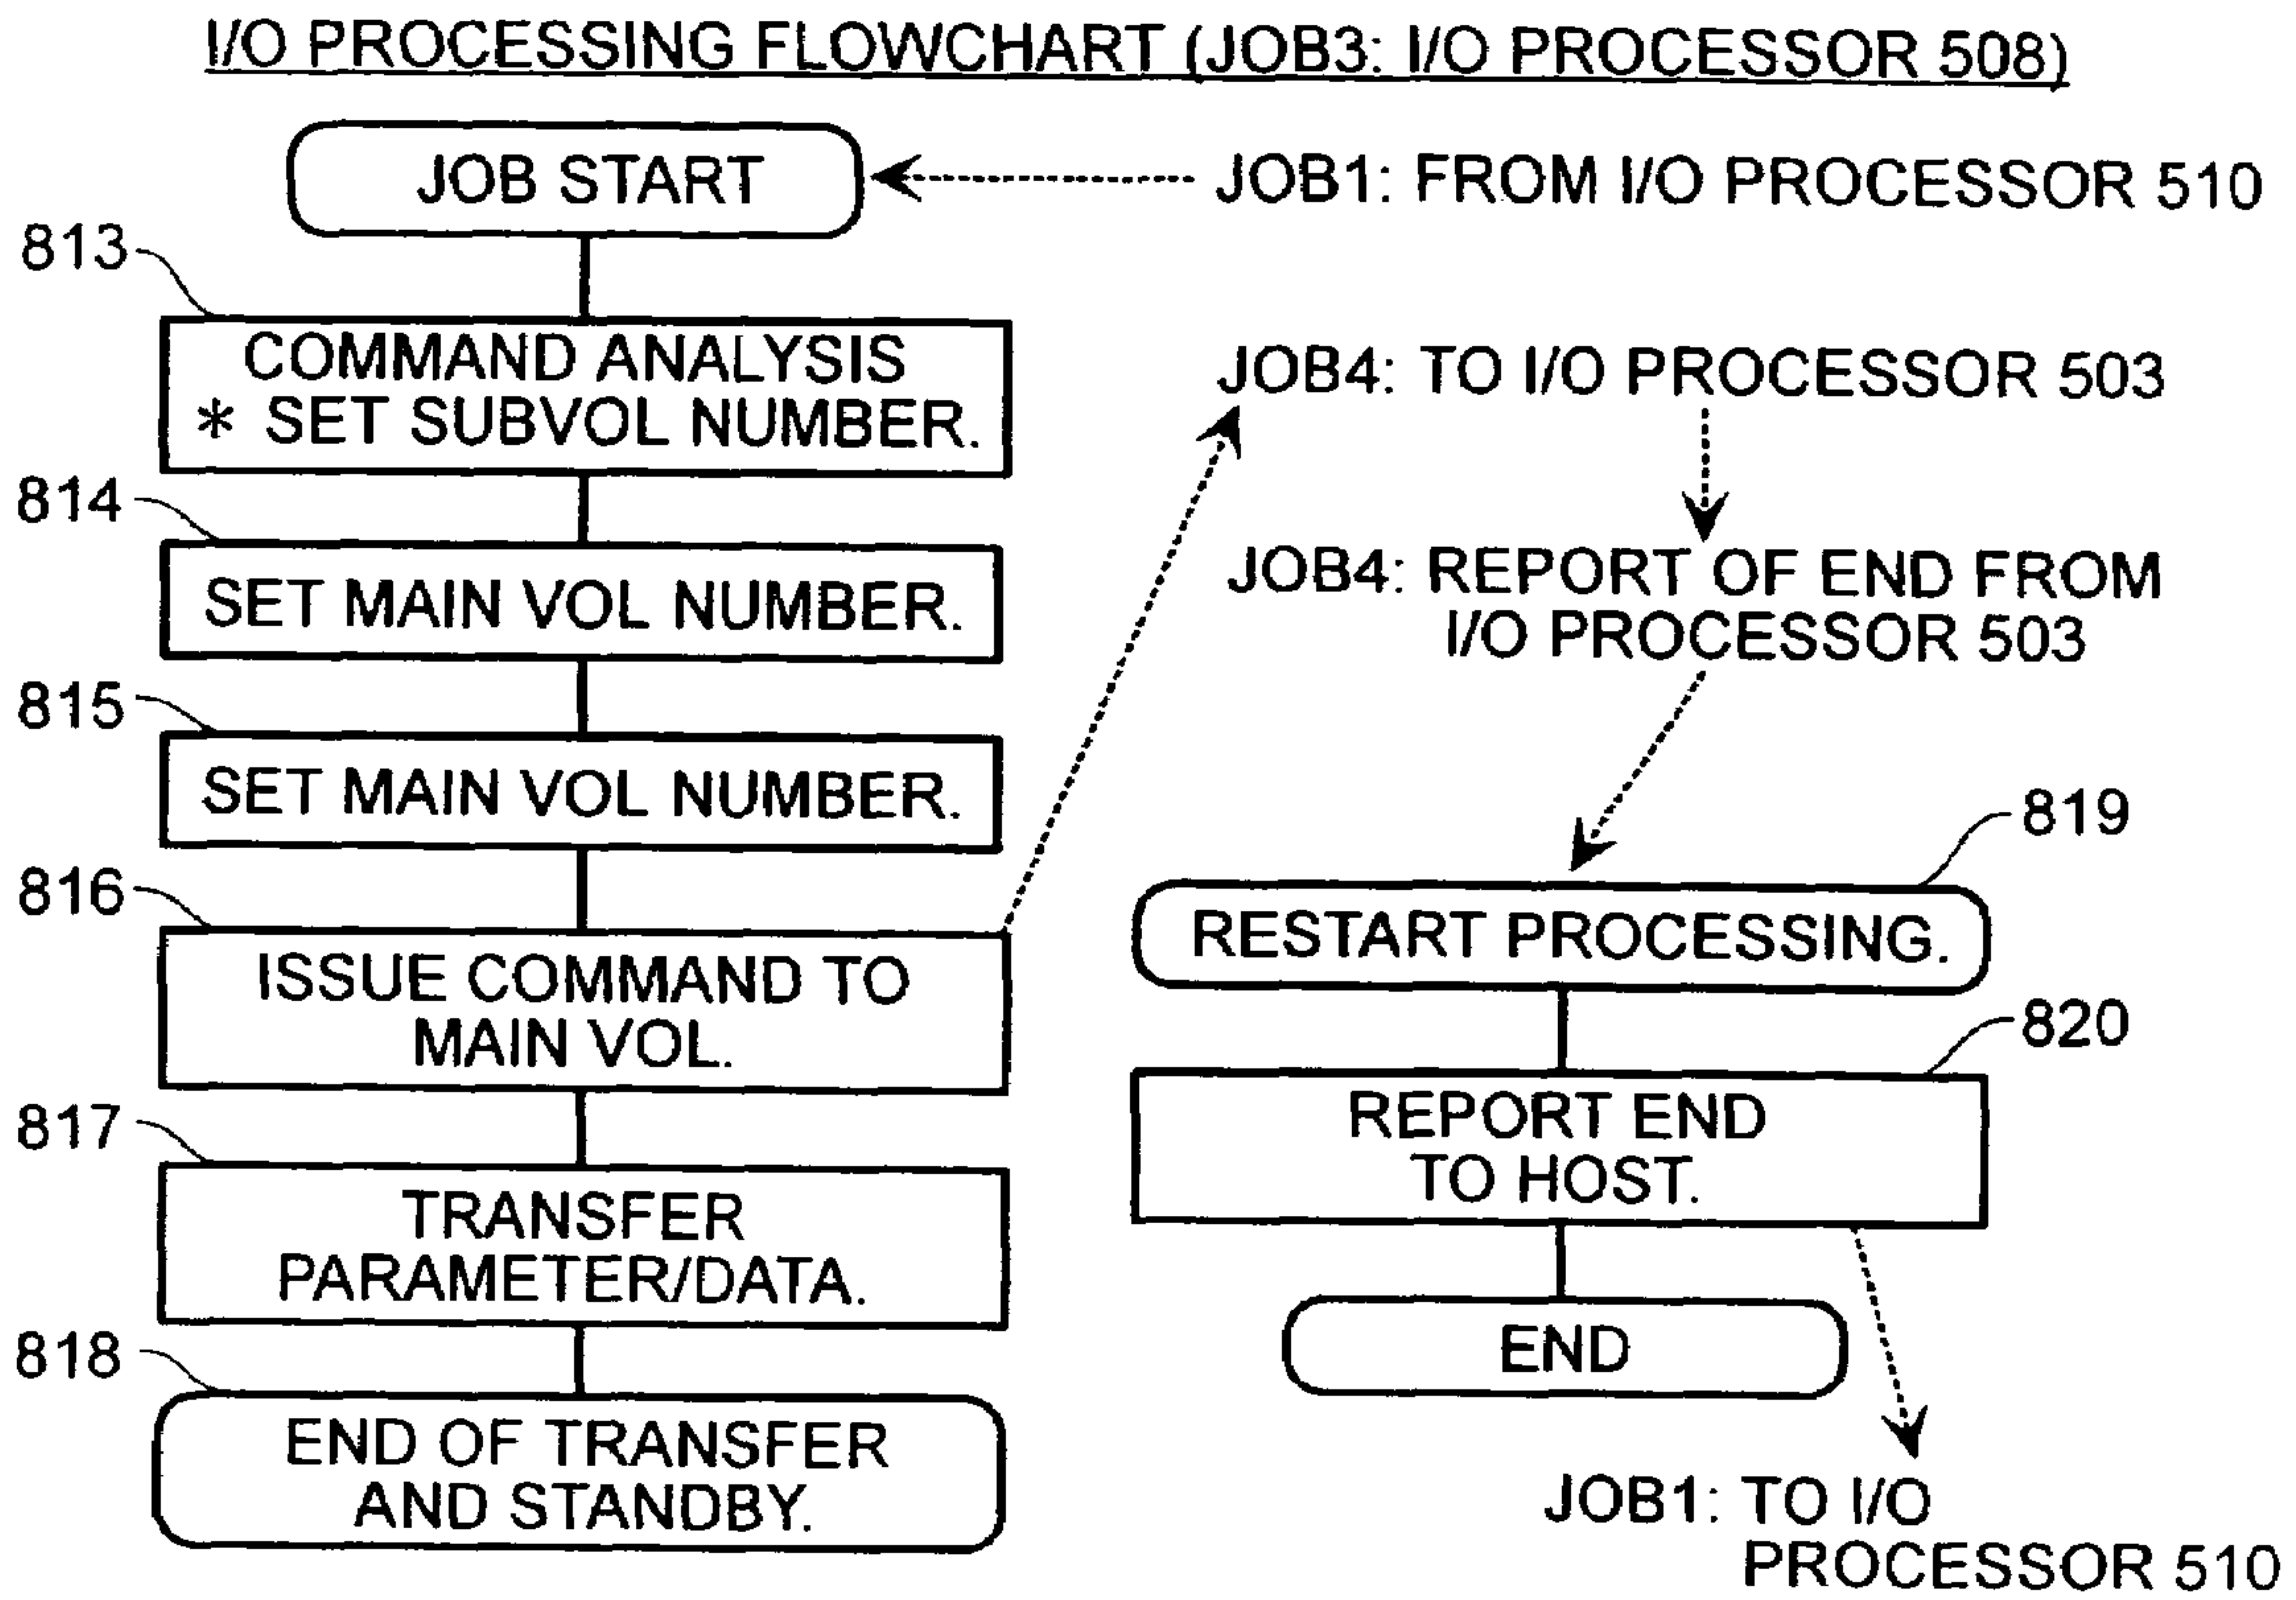 I/O PROCESSING FLOWCHART (JOB3: I/O PROCESSOR 508)
JOB START
JOB1: FROM I/O PROCESSOR 510
813
COMMAND ANALYSIS
* SET SUBVOL NUMBER.
814
SET MAIN VOL NUMBER.
815
SET MAIN VOL NUMBER.
816
ISSUE COMMAND TO
MAIN VOL.
817
TRANSFER
PARAMETER/DATA.
818
END OF TRANSFER
AND STANDBY.
JOB4: TO I/O PROCESSOR 503
JOB4: REPORT OF END FROM
I/O PROCESSOR 503
819
RESTART PROCESSING.
820
REPORT END
TO HOST.
END
JOB1: TO I/O
PROCESSOR 510